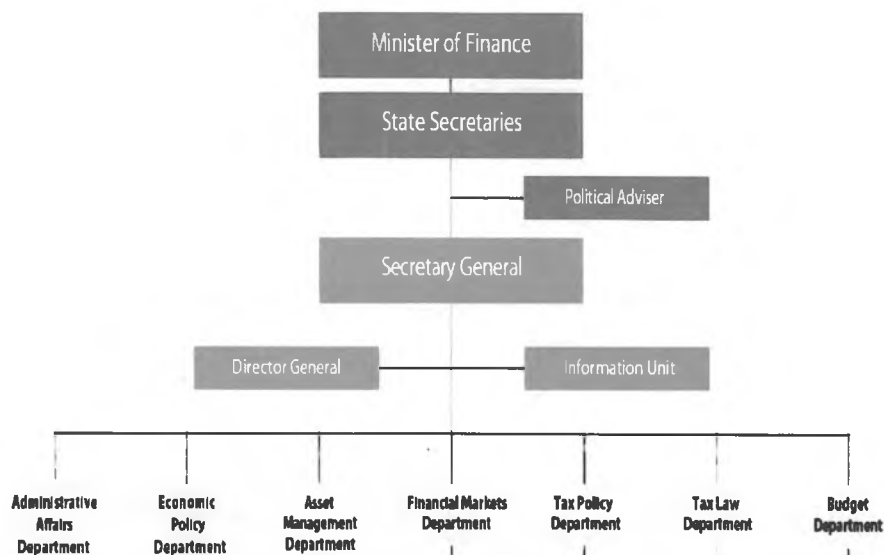 Minister of Finance
State Secretaries
Political Adviser
Secretary General
Director General
Information Unit
Administrative
Affairs
Department
Economic
Policy
Department
Asset
Management
Department
Financial Markets
Department
Tax Policy
Department
Tax Law
Department
Budget
Department